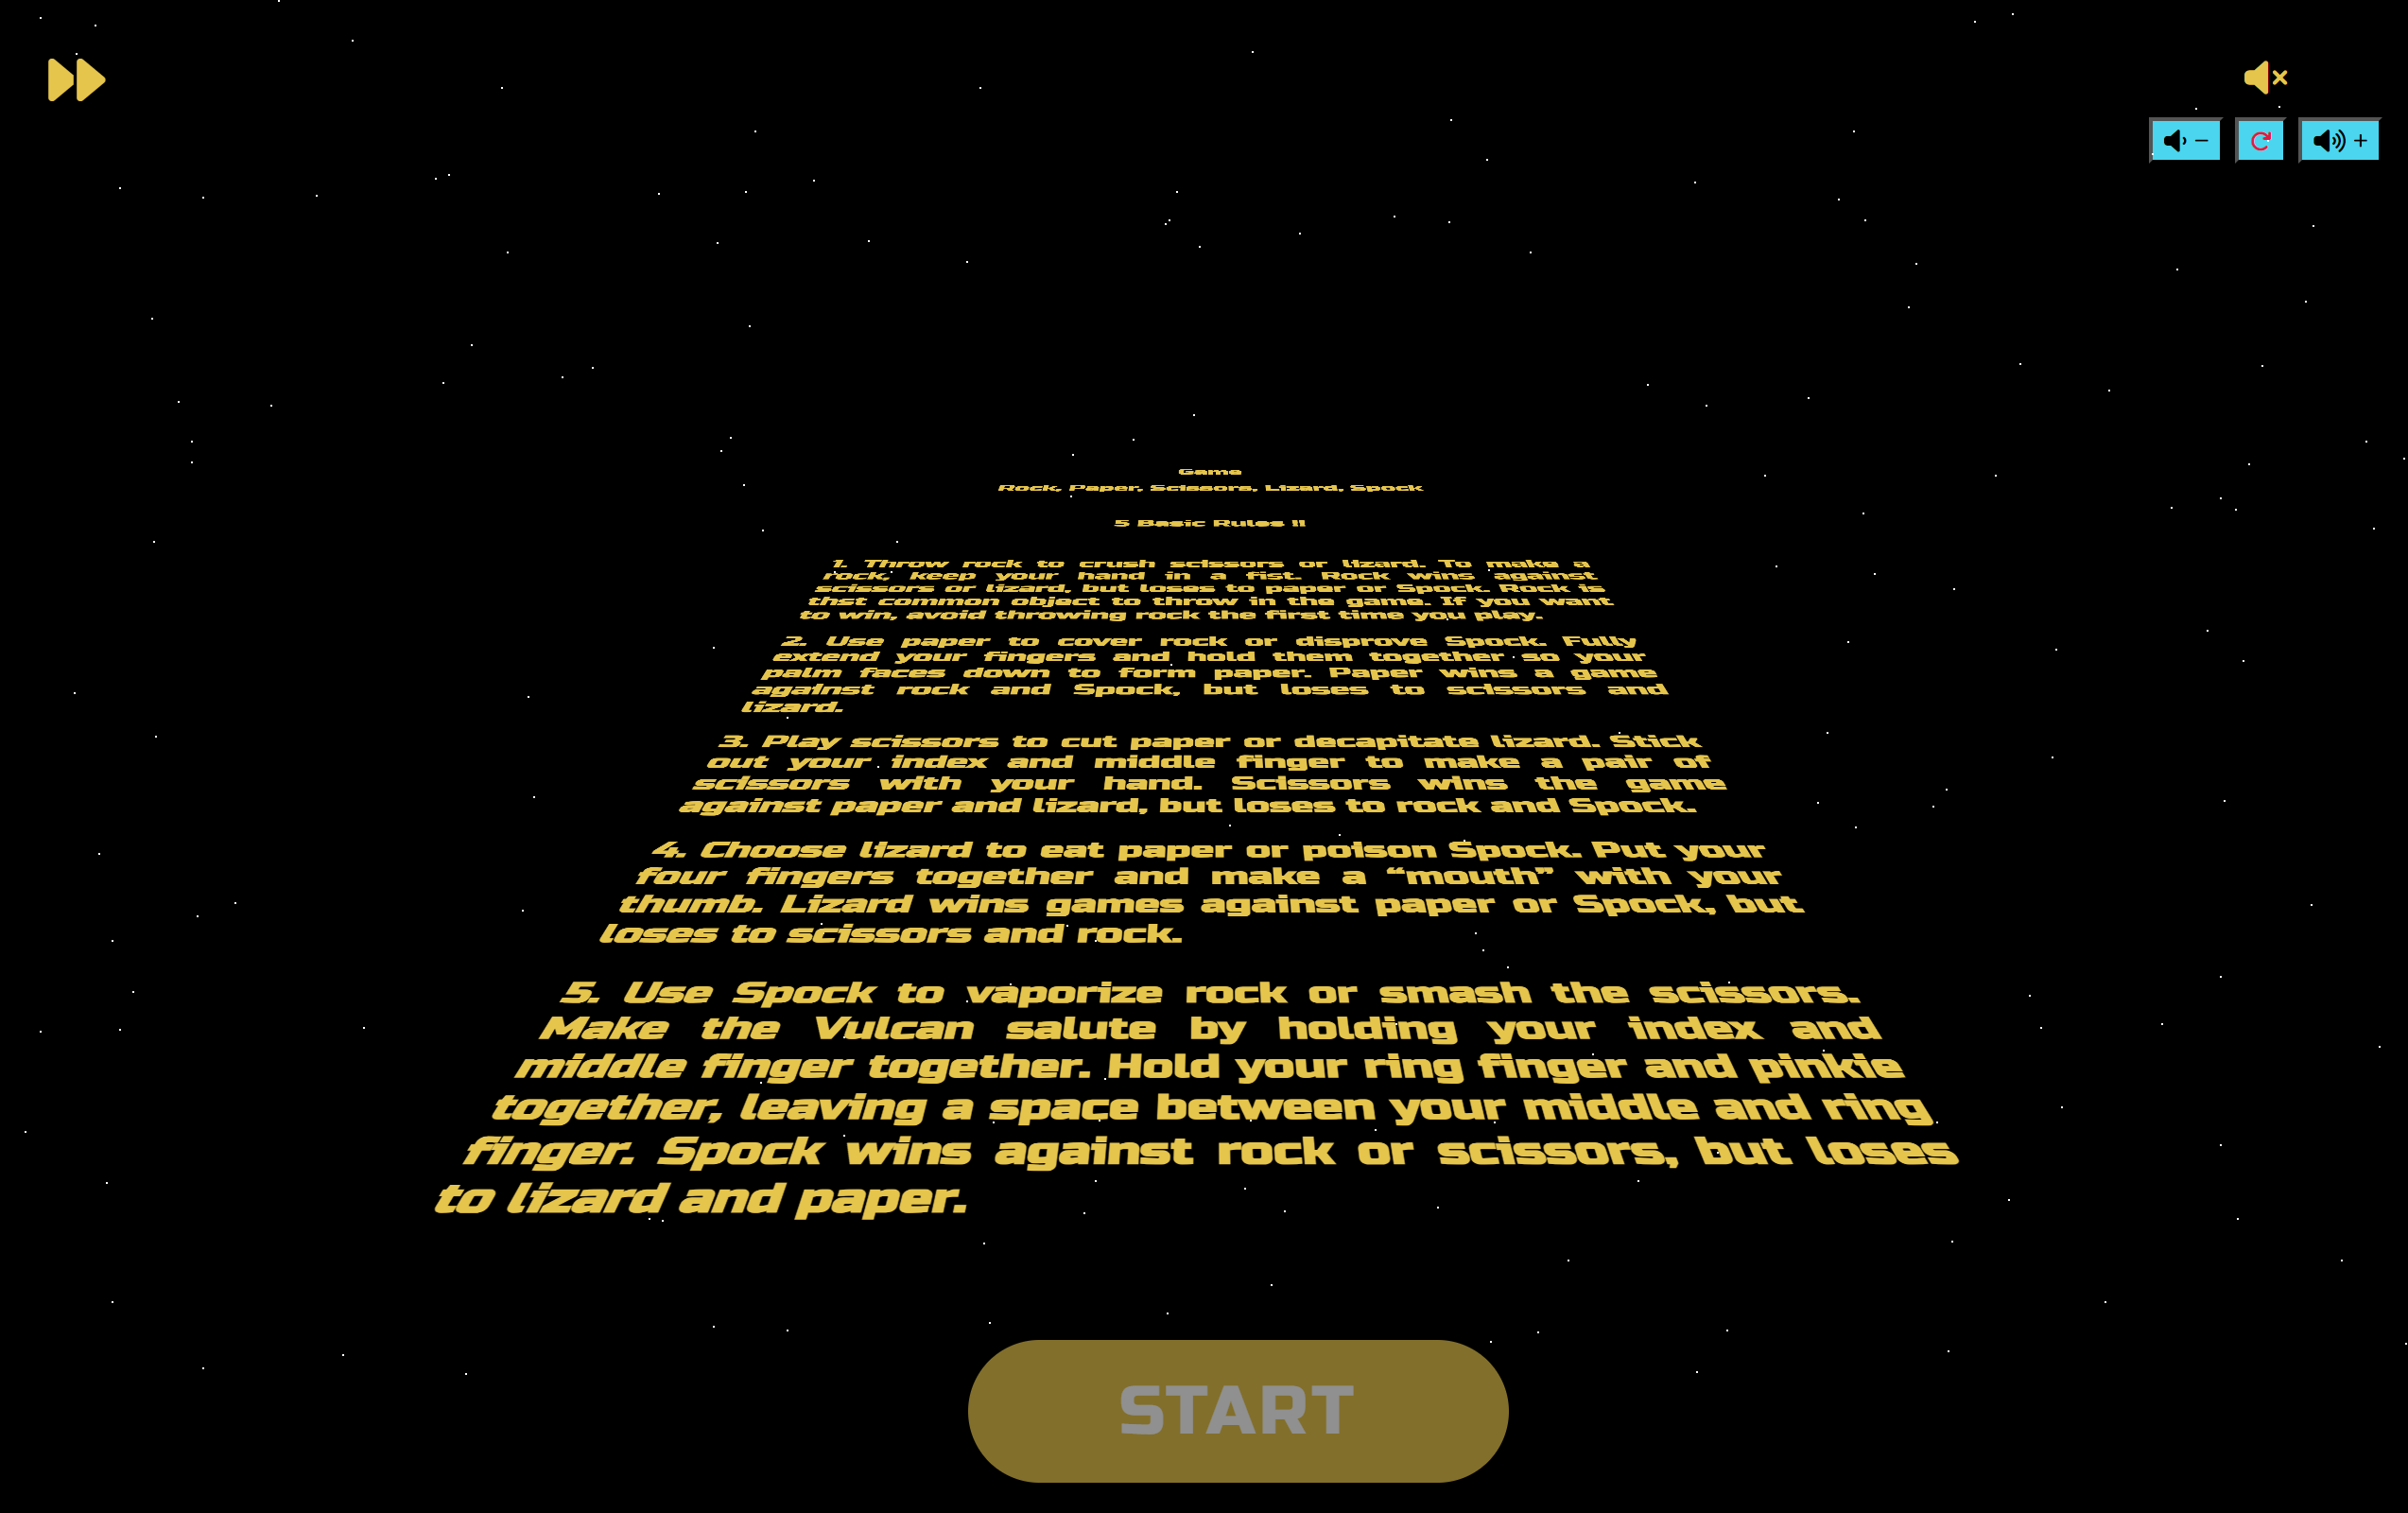 Game
Rock, Paper, Scissors, Lizard, Spock
5 Basic Rules !!
1. Throw rock to crush scissors or lizard. To make a
rock, keep your hand in a fist. Rock wins against
scissors or lizard, but loses to paper or Spock. Rock is
thst common object to throw in the game. If you want
to win, avoid throwing rock the first time you play.
2. Use paper to cover rock or disprove Spock. Fully
extend your fingers and hold them together so your
palm faces down to form paper. Paper wins a game
against rock and Spock, but loses to scissors and
lizard.
3. Play scissors to cut paper or decapitate lizard. Stick
out your index and middle finger to make a pair of
scissors with your hand. Scissors wins the game
against paper and lizard, but loses to rock and Spock.
4. Choose lizard to eat paper or poison Spock. Put your
four fingers together and make a “mouth” with your
thumb. Lizard wins games against paper or Spock, but
loses to scissors and rock.
5. Use Spock to vaporize rock or smash the scissors.
Make the Vulcan salute by holding your index and
middle finger together. Hold your ring finger and pinkie
together, leaving a space between your middle and ring
finger. Spock wins against rock or scissors, but loses
to lizard and paper.
START